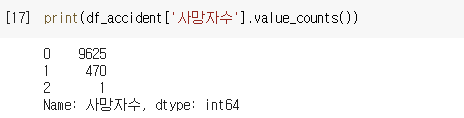 [17] print(df_accident['사망자수'].value_counts())
0    9625
1     470
2       1
Name: 사망자수, dtype: int64